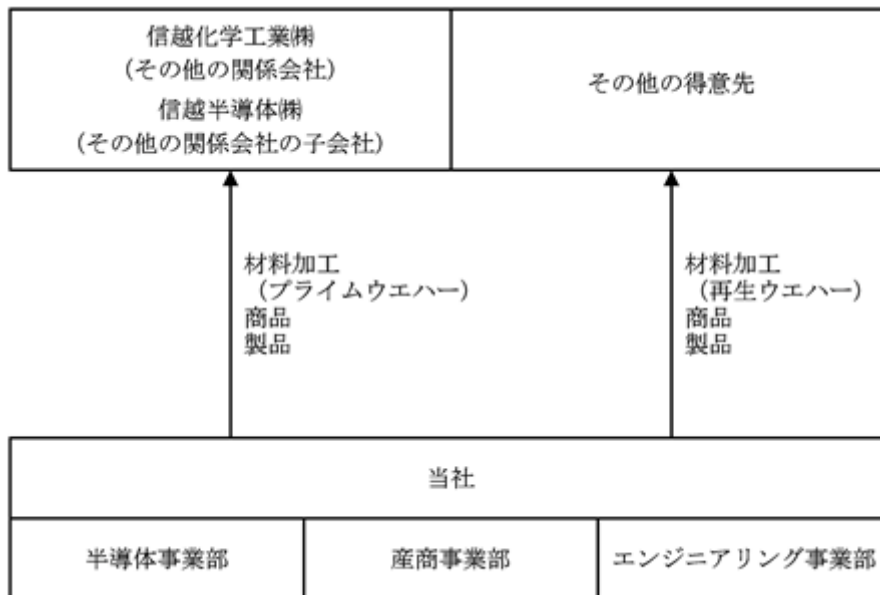 信越化学工業㈱
(その他の関係会社)
信越半導体㈱
(その他の関係会社の子会社)
その他の得意先
材料加工
(プライムウエハー)
商品
製品
材料加工
(再生ウエハー)
商品
製品
当社
半導体事業部
産商事業部
エンジニアリング事業部